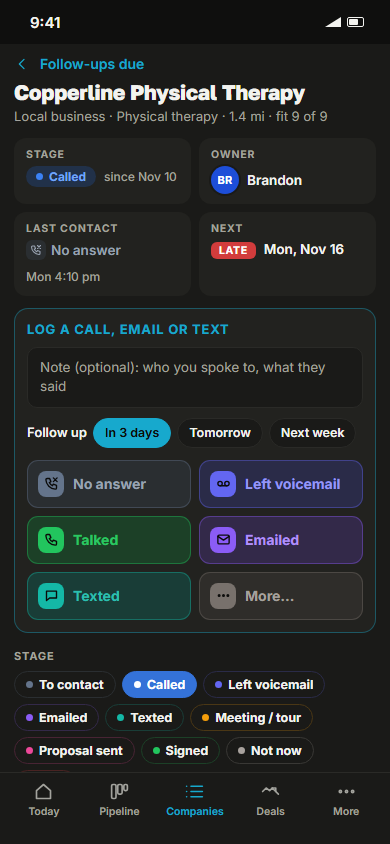 9:41
Follow-ups due
Copperline Physical Therapy
Local business · Physical therapy · 1.4 mi · fit 9 of 9
STAGE
Called since Nov 10
OWNER
BR Brandon
LAST CONTACT
No answer
Mon 4:10 pm
NEXT
LATE Mon, Nov 16
LOG A CALL, EMAIL OR TEXT
Note (optional): who you spoke to, what they
said
Follow up In 3 days Tomorrow Next week
No answer Left voicemail
Talked Emailed
Texted More...
STAGE
To contact Called Left voicemail
Emailed Texted Meeting / tour
Proposal sent Signed Not now
Today Pipeline Companies Deals More